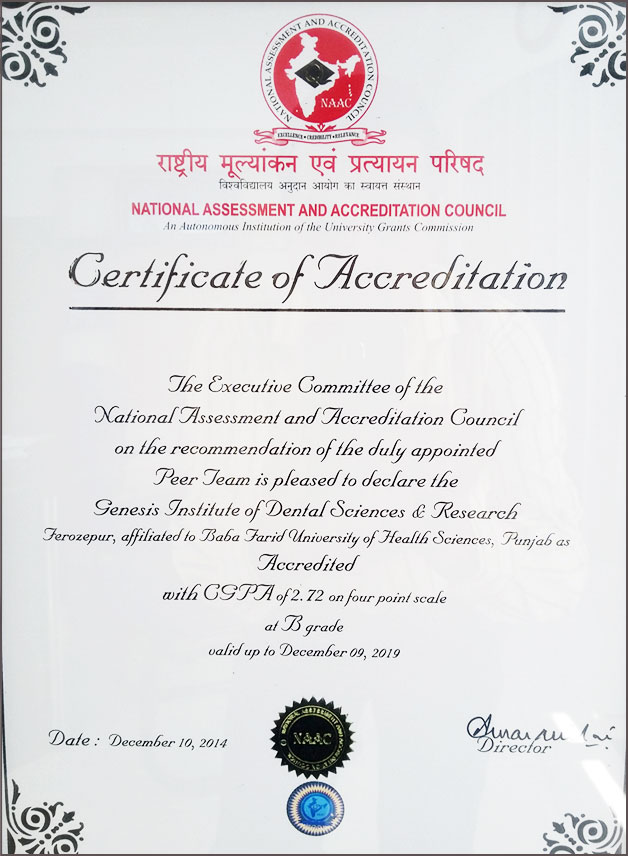 NATIONAL ASSESSMENT AND ACCREDITATION COUNCIL
NAAC
EXCELLENCE • CREDIBILITY • RELEVANCE
राष्ट्रीय मूल्यांकन एवं प्रत्यायन परिषद
विश्वविद्यालय अनुदान आयोग का स्वायत्त संस्थान
NATIONAL ASSESSMENT AND ACCREDITATION COUNCIL
An Autonomous Institution of the University Grants Commission
Certificate of Accreditation
The Executive Committee of the
National Assessment and Accreditation Council
on the recommendation of the duly appointed
Peer Team is pleased to declare the
Genesis Institute of Dental Sciences & Research
Ferozepur, affiliated to Baba Farid University of Health Sciences, Punjab as
Accredited
with CGPA of 2.72 on four point scale
at B grade
valid up to December 09, 2019
Date : December 10, 2014
NAAC
Director